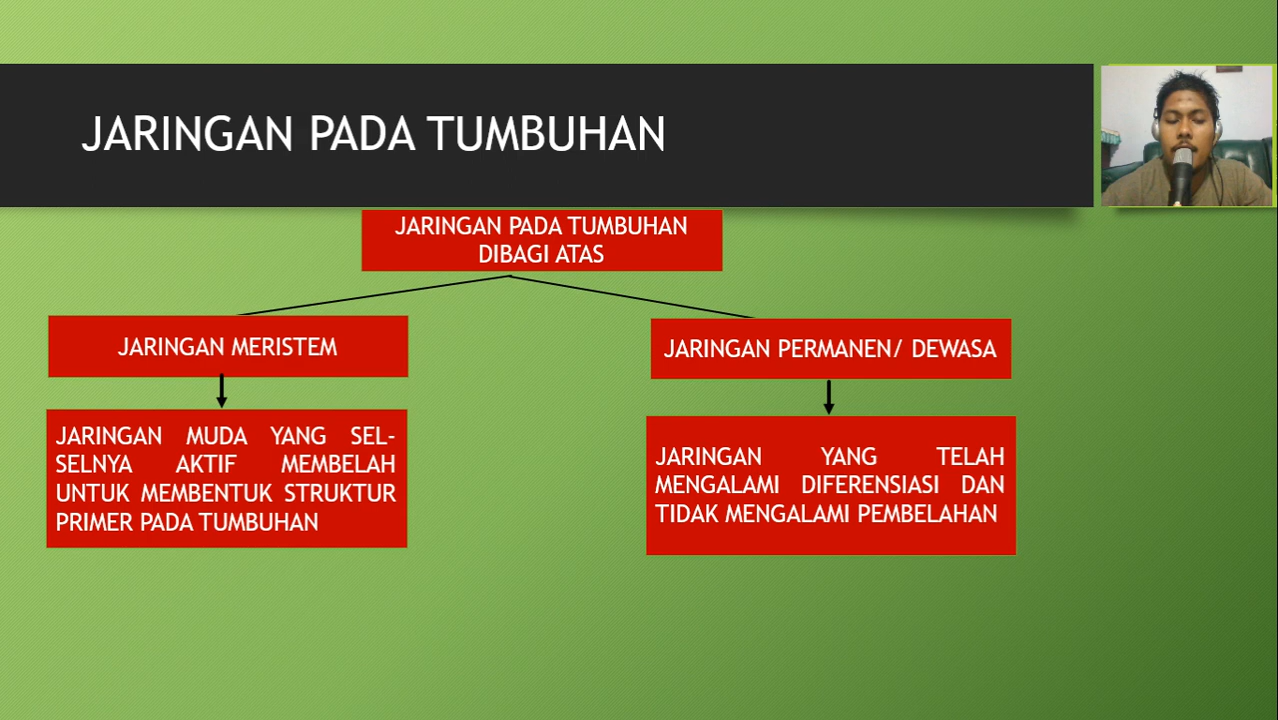 JARINGAN PADA TUMBUHAN
JARINGAN PADA TUMBUHAN
DIBAGI ATAS
JARINGAN MERISTEM
JARINGAN MUDA YANG SEL-
SELNYA AKTIF MEMBELAH
UNTUK MEMBENTUK STRUKTUR
PRIMER PADA TUMBUHAN
JARINGAN PERMANEN/ DEWASA
JARINGAN YANG TELAH
MENGALAMI DIFERENSIASI DAN
TIDAK MENGALAMI PEMBELAHAN